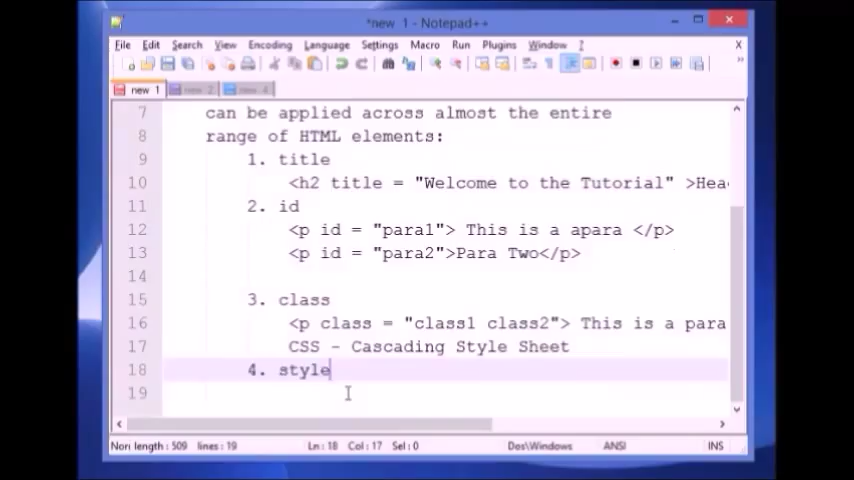 *new 1 - Notepad++
File Edit Search View Encoding Language Settings Macro Run Plugins Window ? X
new 1 new 2 new 4
7 can be applied across almost the entire
8 range of HTML elements:
9 1. title
10 <h2 title = "Welcome to the Tutorial" >Hea
11 2. id
12 <p id = "para1"> This is a apara </p>
13 <p id = "para2">Para Two</p>
14
15 3. class
16 <p class = "class1 class2"> This is a para
17 CSS - Cascading Style Sheet
18 4. style
19
length : 509 lines : 19 Ln : 18 Col : 17 Sel : 0 Dos\Windows ANSI INS